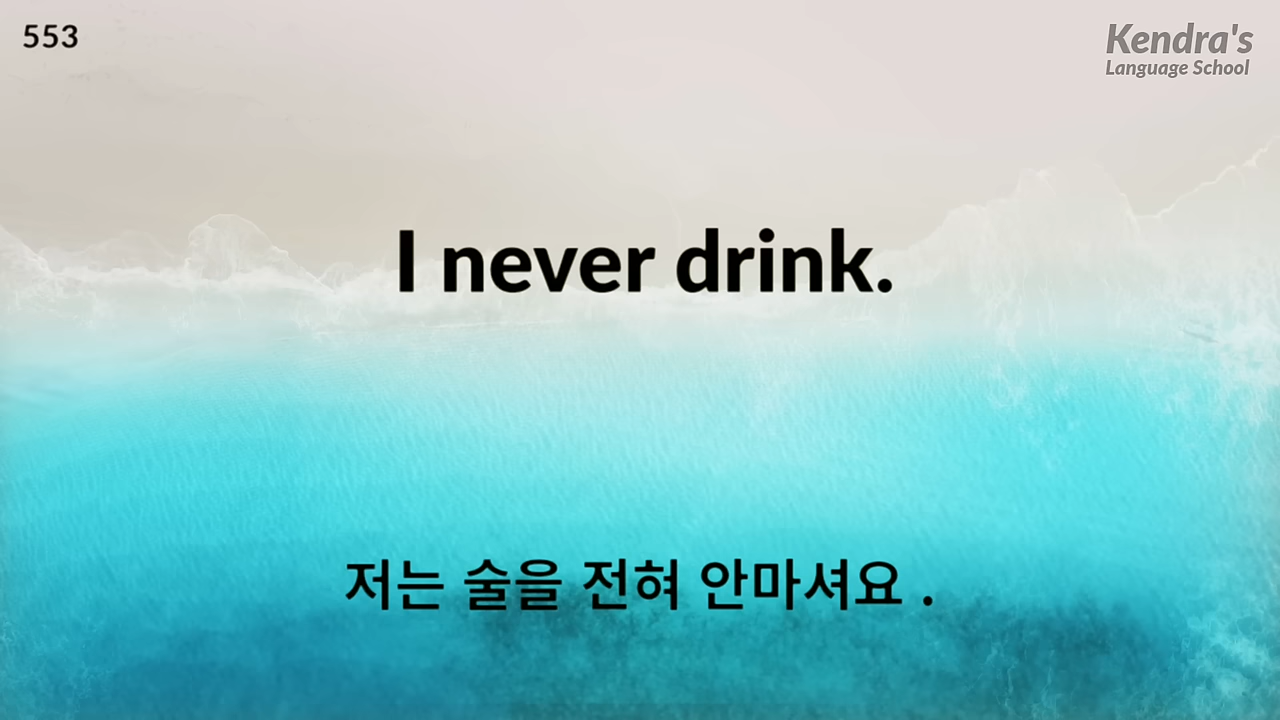 553
Kendra's
Language School
I never drink.
저는 술을 전혀 안마셔요 .